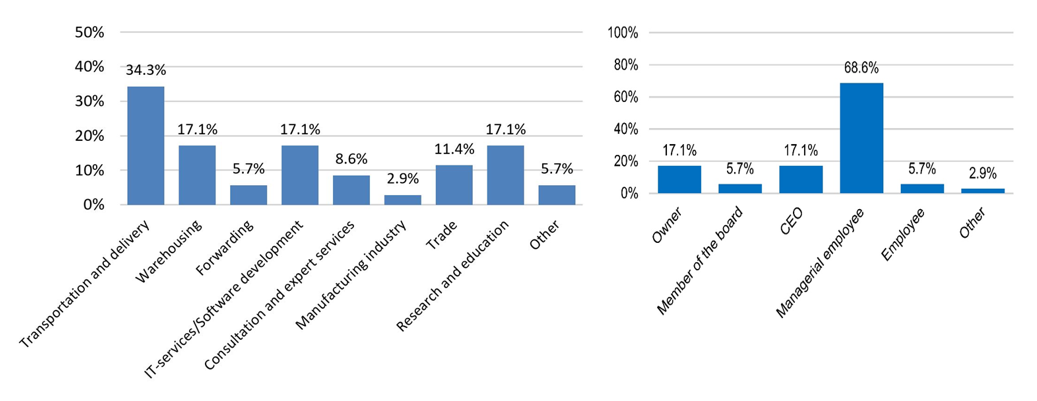 50%
40%
30%
20%
10%
0%
34.3%
17.1%
5.7%
17.1%
8.6%
2.9%
11.4%
17.1%
5.7%
Transportation and delivery
Warehousing
Forwarding
IT-services/Software development
Consultation and expert services
Manufacturing industry
Trade
Research and education
Other
100%
80%
60%
40%
20%
0%
17.1%
5.7%
17.1%
68.6%
5.7%
2.9%
Owner
Member of the board
CEO
Managerial employee
Employee
Other